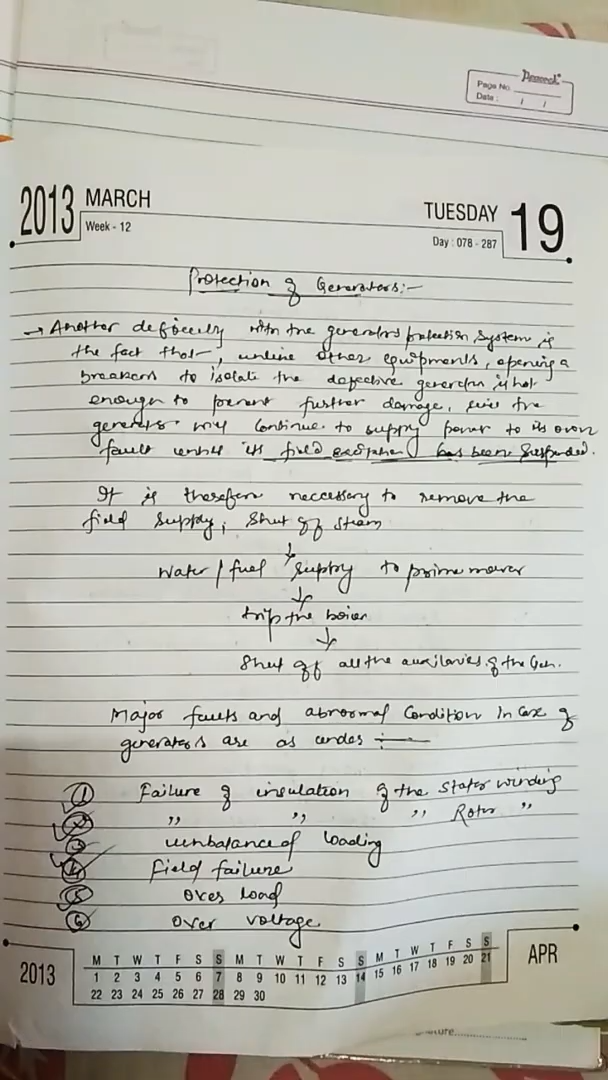 Peacock
Page No.
Date : / /
2013 MARCH
Week - 12
TUESDAY 19
Day : 078 - 287
Protection of Generators:-
→ Another deficculty with the generators protection system is
the fact that, unline other equipments, opening a
breakers to isolate the defective generator is not
enough to prevent further damage, since the
generators will continue to supply power to its own
fault until its field excitation has been suspended.
It is therefore neccessary to remove the
field supply, Shut off steam
↓
Water / fuel supply to prime mover
↓
trip the boier
↓
Shut off all the auxilaries of the Gen.
Major faults and abnormal Condition In Case of
generators are as under :—
① Failure of insulation of the stator winding
② ,, ,, ,, Rotor ,,
③ unbalance of loading
④ field failure
⑤ over load
⑥ over voltage
2013
M T W T F S S M T W T F S S M T W T F S S
1 2 3 4 5 6 7 8 9 10 11 12 13 14 15 16 17 18 19 20 21
22 23 24 25 26 27 28 29 30
APR